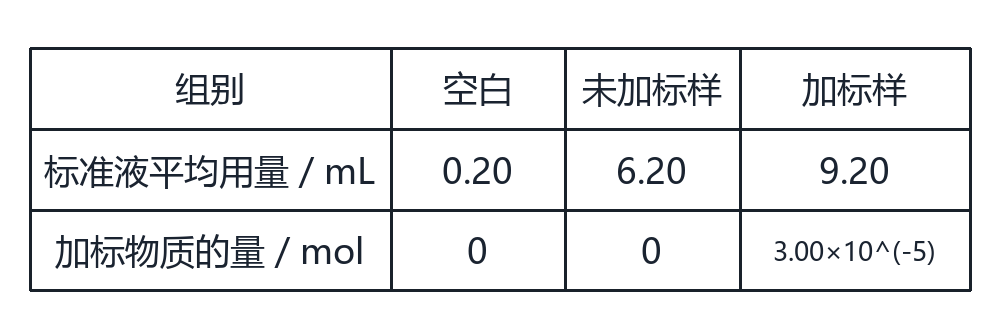 组别 空白 未加标样 加标样
标准液平均用量 / mL 0.20 6.20 9.20
加标物质的量 / mol 0 0 3.00×10^(-5)